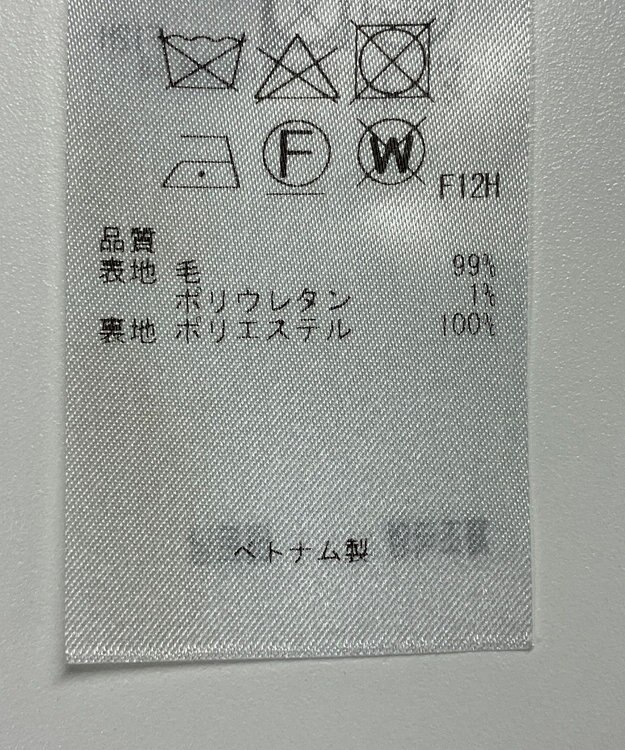 F W F12H
品質
表地 毛 99%
ポリウレタン 1%
裏地 ポリエステル 100%
ベトナム製